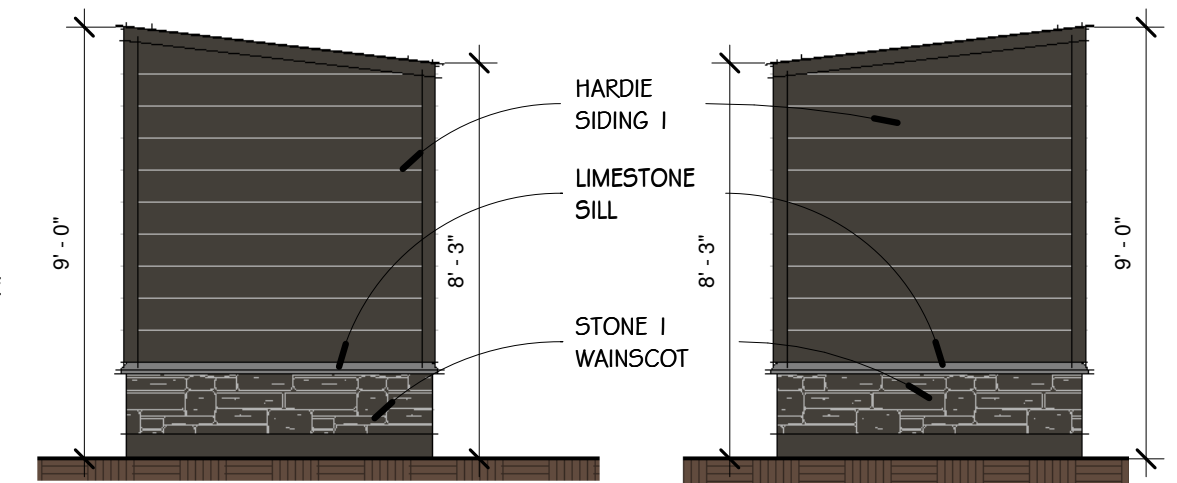 HARDIE
SIDING 1
LIMESTONE
SILL
STONE 1
WAINSCOT
9' - 0"
8' - 3"
8' - 3"
9' - 0"